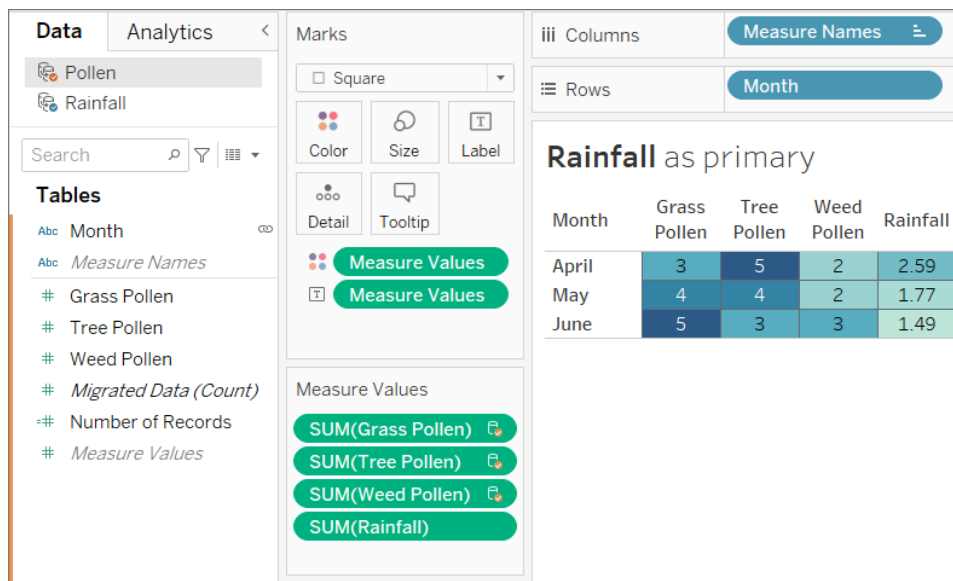 Data Analytics <
Pollen
Rainfall
Search
Tables
Abc Month
Abc Measure Names
# Grass Pollen
# Tree Pollen
# Weed Pollen
# Migrated Data (Count)
=# Number of Records
# Measure Values
Marks
Square
Color Size T Label
Detail Tooltip
Measure Values
T Measure Values
Measure Values
SUM(Grass Pollen)
SUM(Tree Pollen)
SUM(Weed Pollen)
SUM(Rainfall)
iii Columns Measure Names
Rows Month
Rainfall as primary
Month Grass Pollen Tree Pollen Weed Pollen Rainfall
April 3 5 2 2.59
May 4 4 2 1.77
June 5 3 3 1.49